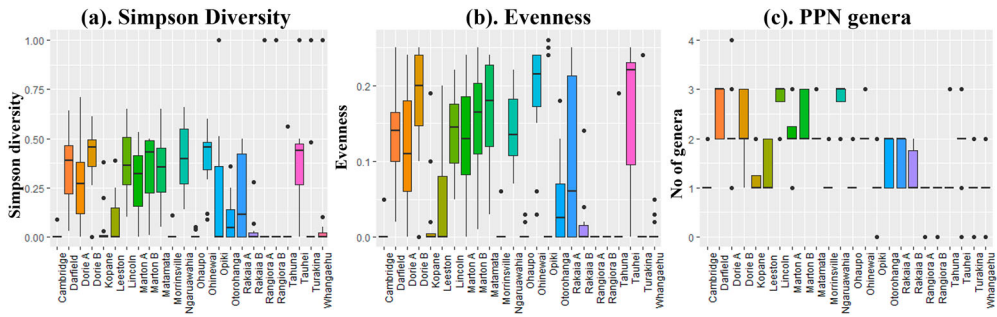 (a). Simpson Diversity
Simpson diversity
1.00
0.75
0.50
0.25
0.00
Cambridge
Darfield
Dorie A
Dorie B
Kopane
Leeston
Lincoln
Marton A
Marton B
Matamata
Morrinsville
Ngaruawahia
Ohaupo
Ohinewai
Opiki
Otorohanga
Rakaia A
Rakaia B
Rangiora A
Rangiora B
Tahuna
Tauhei
Turakina
Whangaehu
(b). Evenness
Evenness
0.2
0.1
0.0
Cambridge
Darfield
Dorie A
Dorie B
Kopane
Leeston
Lincoln
Marton A
Marton B
Matamata
Morrinsville
Ngaruawahia
Ohaupo
Ohinewai
Opiki
Otorohanga
Rakaia A
Rakaia B
Rangiora A
Rangiora B
Tahuna
Tauhei
Turakina
Whangaehu
(c). PPN genera
No of genera
4
3
2
1
0
Cambridge
Darfield
Dorie A
Dorie B
Kopane
Leeston
Lincoln
Marton A
Marton B
Matamata
Morrinsville
Ngaruawahia
Ohaupo
Ohinewai
Opiki
Otorohanga
Rakaia A
Rakaia B
Rangiora A
Rangiora B
Tahuna
Tauhei
Turakina
Whangaehu